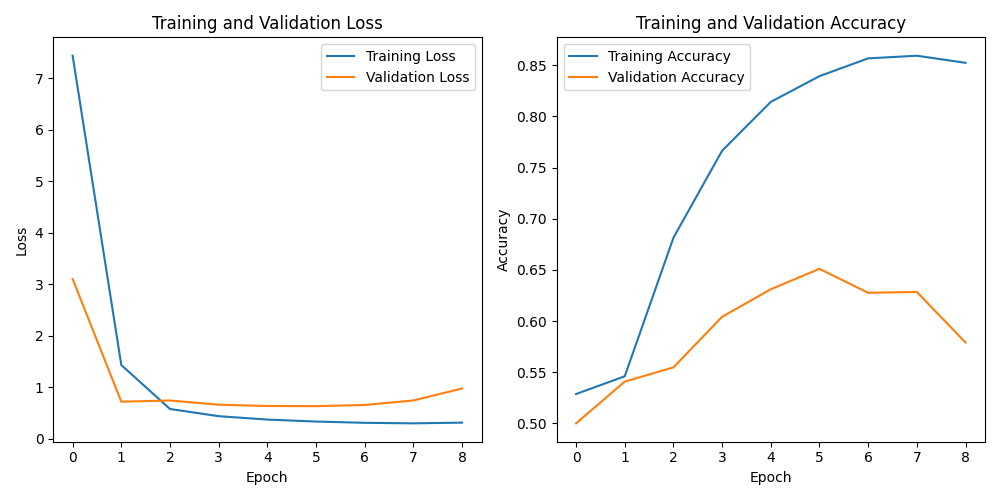 Training and Validation Loss
Training Loss
Validation Loss
7
6
5
4
3
2
1
0
Loss
0 1 2 3 4 5 6 7 8
Epoch
Training and Validation Accuracy
Training Accuracy
Validation Accuracy
0.85
0.80
0.75
0.70
0.65
0.60
0.55
0.50
Accuracy
0 1 2 3 4 5 6 7 8
Epoch